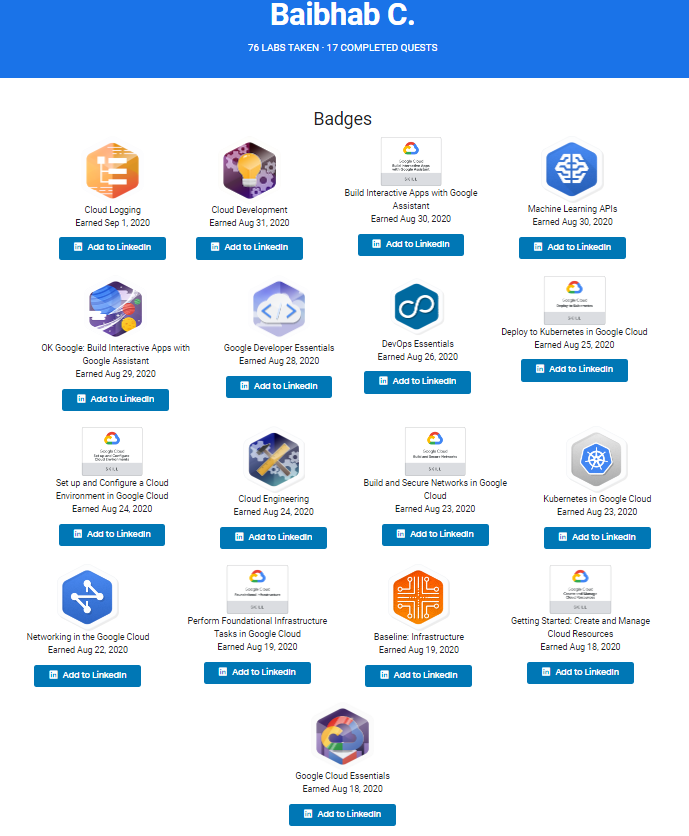 Baibhab C.
76 LABS TAKEN · 17 COMPLETED QUESTS
Badges
Cloud Logging
Earned Sep 1, 2020
Add to LinkedIn
Cloud Development
Earned Aug 31, 2020
Add to LinkedIn
Google Cloud
Build Interactive Apps
with Google Assistant
SKILL
Build Interactive Apps with Google
Assistant
Earned Aug 30, 2020
Add to LinkedIn
Machine Learning APIs
Earned Aug 30, 2020
Add to LinkedIn
OK Google: Build Interactive Apps with
Google Assistant
Earned Aug 29, 2020
Add to LinkedIn
Google Developer Essentials
Earned Aug 28, 2020
Add to LinkedIn
DevOps Essentials
Earned Aug 26, 2020
Add to LinkedIn
Google Cloud
Deploy to Kubernetes
SKILL
Deploy to Kubernetes in Google Cloud
Earned Aug 25, 2020
Add to LinkedIn
Google Cloud
Set up and Configure
Cloud Environments
SKILL
Set up and Configure a Cloud
Environment in Google Cloud
Earned Aug 24, 2020
Add to LinkedIn
Cloud Engineering
Earned Aug 24, 2020
Add to LinkedIn
Google Cloud
Build and Secure Networks
SKILL
Build and Secure Networks in Google
Cloud
Earned Aug 23, 2020
Add to LinkedIn
Kubernetes in Google Cloud
Earned Aug 23, 2020
Add to LinkedIn
Networking in the Google Cloud
Earned Aug 22, 2020
Add to LinkedIn
Google Cloud
Foundational Infrastructure
SKILL
Perform Foundational Infrastructure
Tasks in Google Cloud
Earned Aug 19, 2020
Add to LinkedIn
Baseline: Infrastructure
Earned Aug 19, 2020
Add to LinkedIn
Google Cloud
Create and Manage
Cloud Resources
SKILL
Getting Started: Create and Manage
Cloud Resources
Earned Aug 18, 2020
Add to LinkedIn
Google Cloud Essentials
Earned Aug 18, 2020
Add to LinkedIn